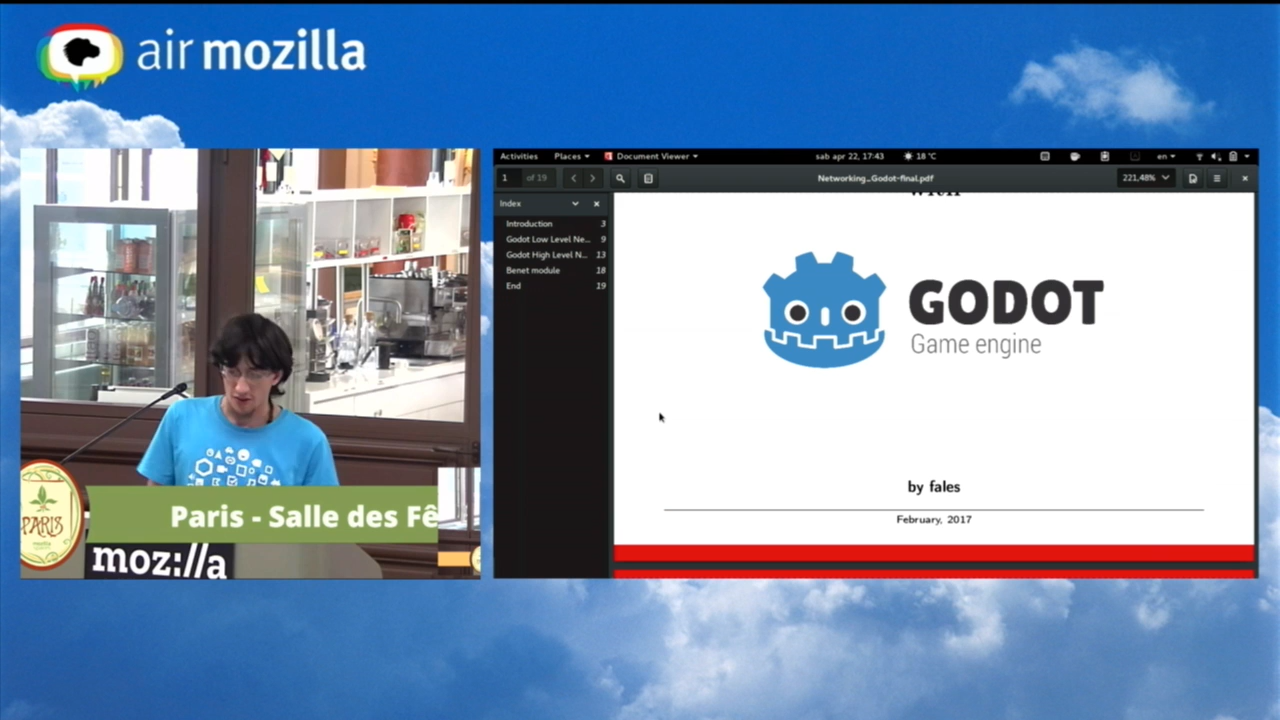 air mozilla
Activities Places Document Viewer sab apr 22, 17:43 18 °C en
1 of 19 Networking_Godot-final.pdf 221,48%
Index
Introduction 3
Godot Low Level Ne... 9
Godot High Level N... 13
Benet module 18
End 19
GODOT
Game engine
by fales
February, 2017
PARIS
mozilla
Paris - Salle des Fê
moz://a